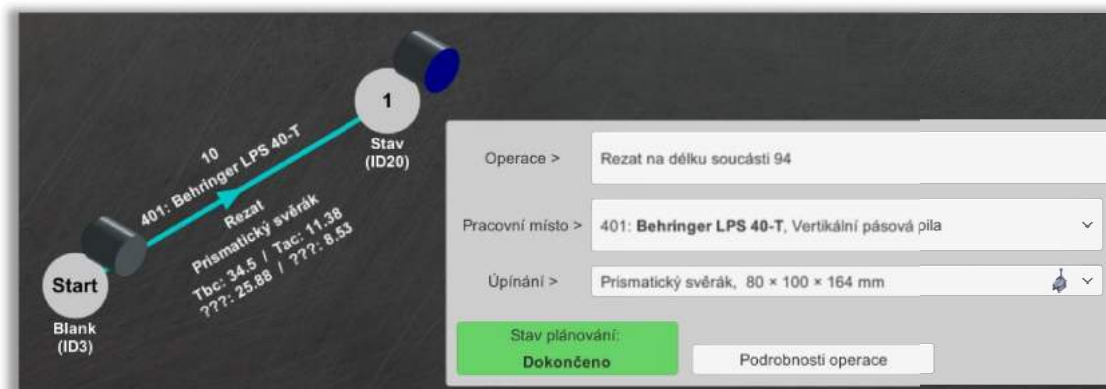 1
Stav
(ID20)
10
401: Behringer LPS 40-T
Rezat
Prismatický svěrák
Tbc: 34.5 / Tac: 11.38
???: 25.88 / ???: 8.53
Start
Blank
(ID3)
Operace >
Rezat na délku soucásti 94
Pracovní místo >
401: Behringer LPS 40-T, Vertikální pásová pila
Úpínání >
Prismatický svěrák, 80 × 100 × 164 mm
Stav plánování:
Dokončeno
Podrobnosti operace